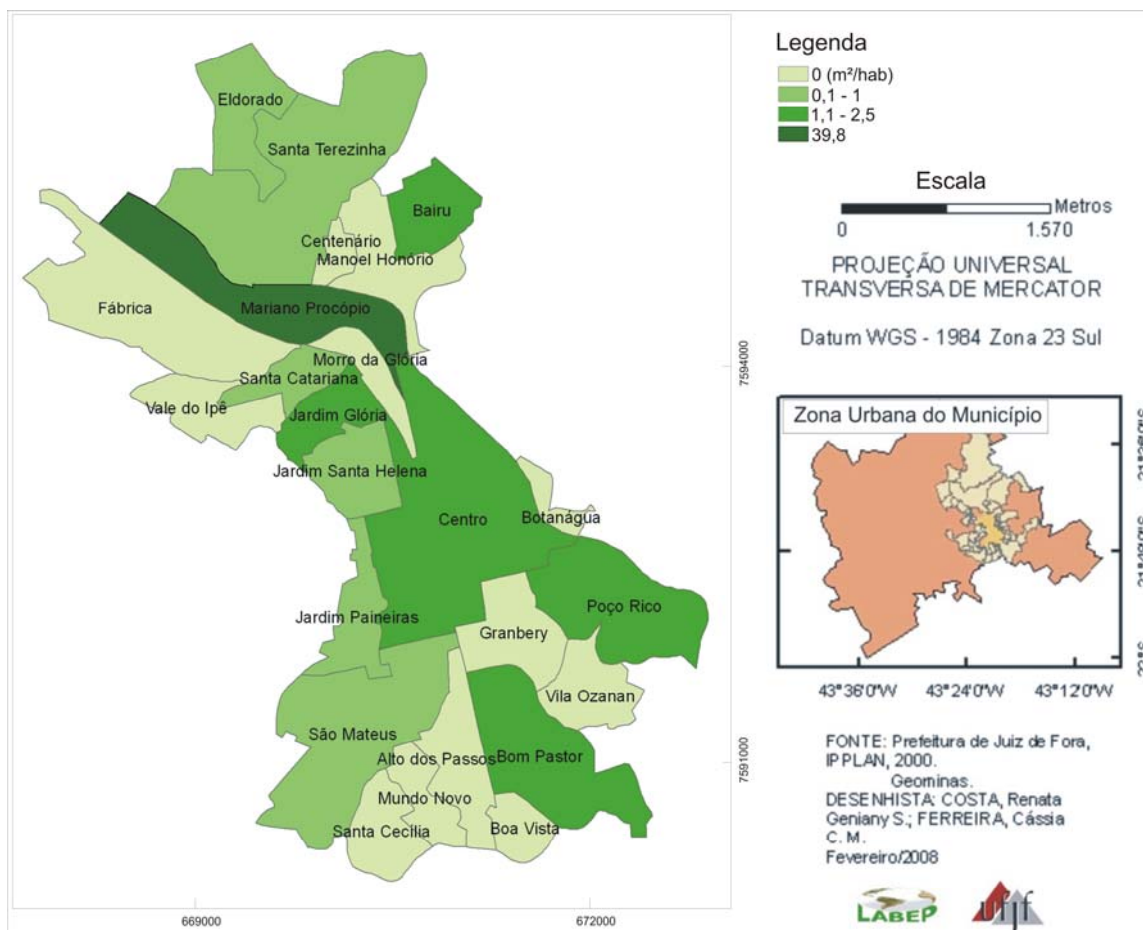 Eldorado
Santa Terezinha
Bairu
Centenário
Manoel Honório
Fábrica
Mariano Procópio
Morro da Glória
Santa Catariana
Vale do Ipê
Jardim Glória
Jardim Santa Helena
Centro
Botanágua
Jardim Paineiras
Granbery
Poço Rico
Vila Ozanan
São Mateus
Alto dos Passos
Bom Pastor
Mundo Novo
Santa Cecília
Boa Vista
669000
672000
7594000
7591000
Legenda
0 (m²/hab)
0,1 - 1
1,1 - 2,5
39,8
Escala
Metros
0
1.570
PROJEÇÃO UNIVERSAL
TRANSVERSA DE MERCATOR
Datum WGS - 1984 Zona 23 Sul
Zona Urbana do Município
43°36'0"W
43°24'0"W
43°12'0"W
FONTE: Prefeitura de Juiz de Fora,
IPPLAN, 2000.
Geominas.
DESENHISTA: COSTA, Renata
Geniany S.; FERREIRA, Cássia
C. M.
Fevereiro/2008
LABEP
ufjf